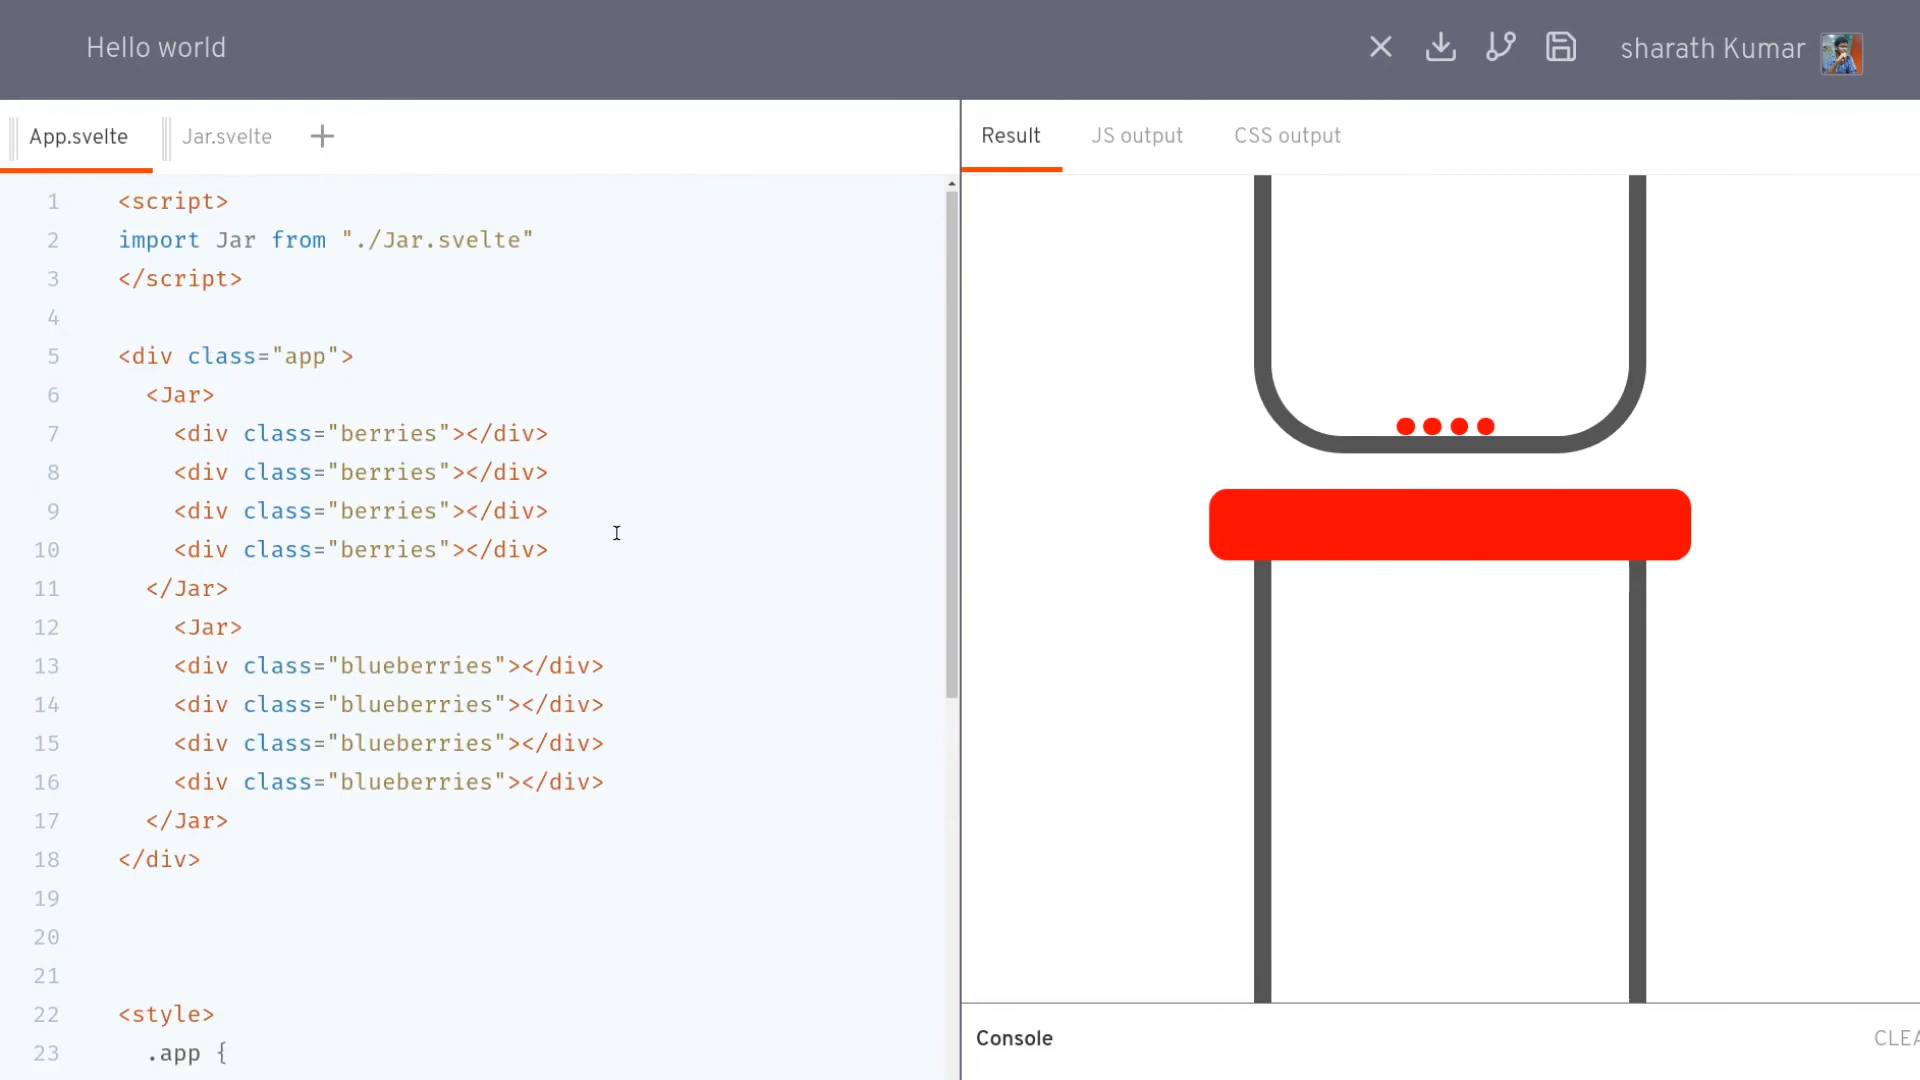 Hello world
sharath Kumar
App.svelte
Jar.svelte
Result
JS output
CSS output
1 <script>
2 import Jar from "./Jar.svelte"
3 </script>
4
5 <div class="app">
6 <Jar>
7 <div class="berries"></div>
8 <div class="berries"></div>
9 <div class="berries"></div>
10 <div class="berries"></div>
11 </Jar>
12 <Jar>
13 <div class="blueberries"></div>
14 <div class="blueberries"></div>
15 <div class="blueberries"></div>
16 <div class="blueberries"></div>
17 </Jar>
18 </div>
19
20
21
22 <style>
23 .app {
Console
CLEA